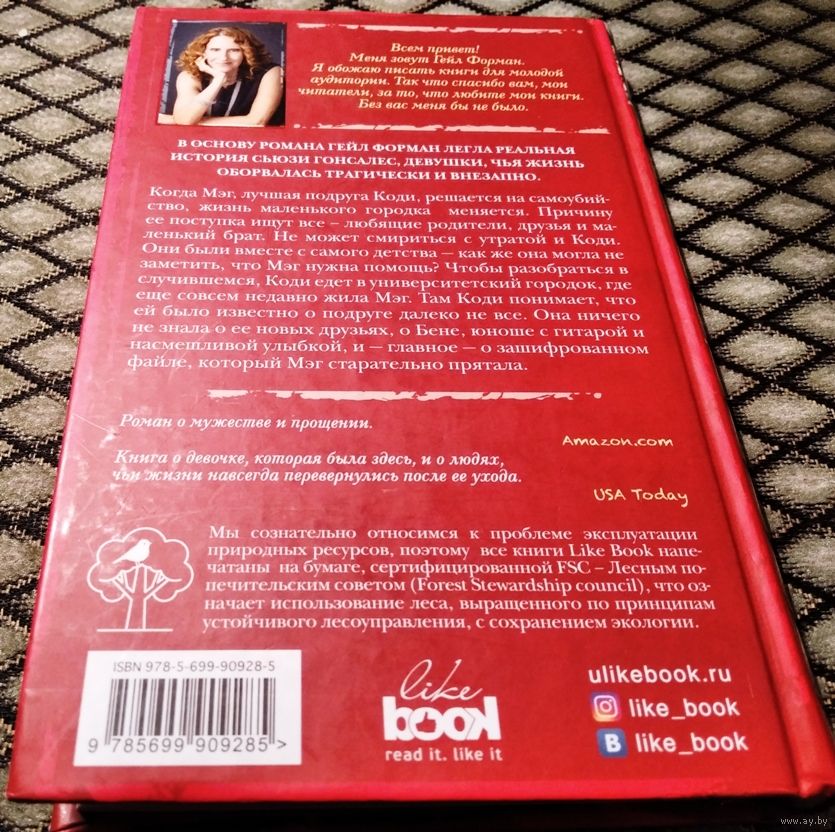 Всем привет!
Меня зовут Гейл Форман.
Я обожаю писать книги для молодой
аудитории. Так что спасибо вам, мои
читатели, за то, что любите мои книги.
Без вас меня бы не было.
В ОСНОВУ РОМАНА ГЕЙЛ ФОРМАН ЛЕГЛА РЕАЛЬНАЯ
ИСТОРИЯ СЬЮЗИ ГОНСАЛЕС, ДЕВУШКИ, ЧЬЯ ЖИЗНЬ
ОБОРВАЛАСЬ ТРАГИЧЕСКИ И ВНЕЗАПНО.
Когда Мэг, лучшая подруга Коди, решается на самоубий-
ство, жизнь маленького городка меняется. Причину
ее поступка ищут все – любящие родители, друзья и ма-
ленький брат. Не может смириться с утратой и Коди.
Они были вместе с самого детства – как же она могла не
заметить, что Мэг нужна помощь? Чтобы разобраться в
случившемся, Коди едет в университетский городок, где
еще совсем недавно жила Мэг. Там Коди понимает, что
ей было известно о подруге далеко не все. Она ничего
не знала о ее новых друзьях, о Бене, юноше с гитарой и
насмешливой улыбкой, и – главное – о зашифрованном
файле, который Мэг старательно прятала.
Роман о мужестве и прощении.
Amazon.com
Книга о девочке, которая была здесь, и о людях,
чьи жизни навсегда перевернулись после ее ухода.
USA Today
Мы сознательно относимся к проблеме эксплуатации
природных ресурсов, поэтому все книги Like Book напе-
чатаны на бумаге, сертифицированной FSC – Лесным по-
печительским советом (Forest Stewardship council), что оз-
начает использование леса, выращенного по принципам
устойчивого лесоуправления, с сохранением экологии.
ISBN 978-5-699-90928-5
9 785699 909285 >
like
book
read it. like it
ulikebook.ru
like_book
В like_book
www.ay.by